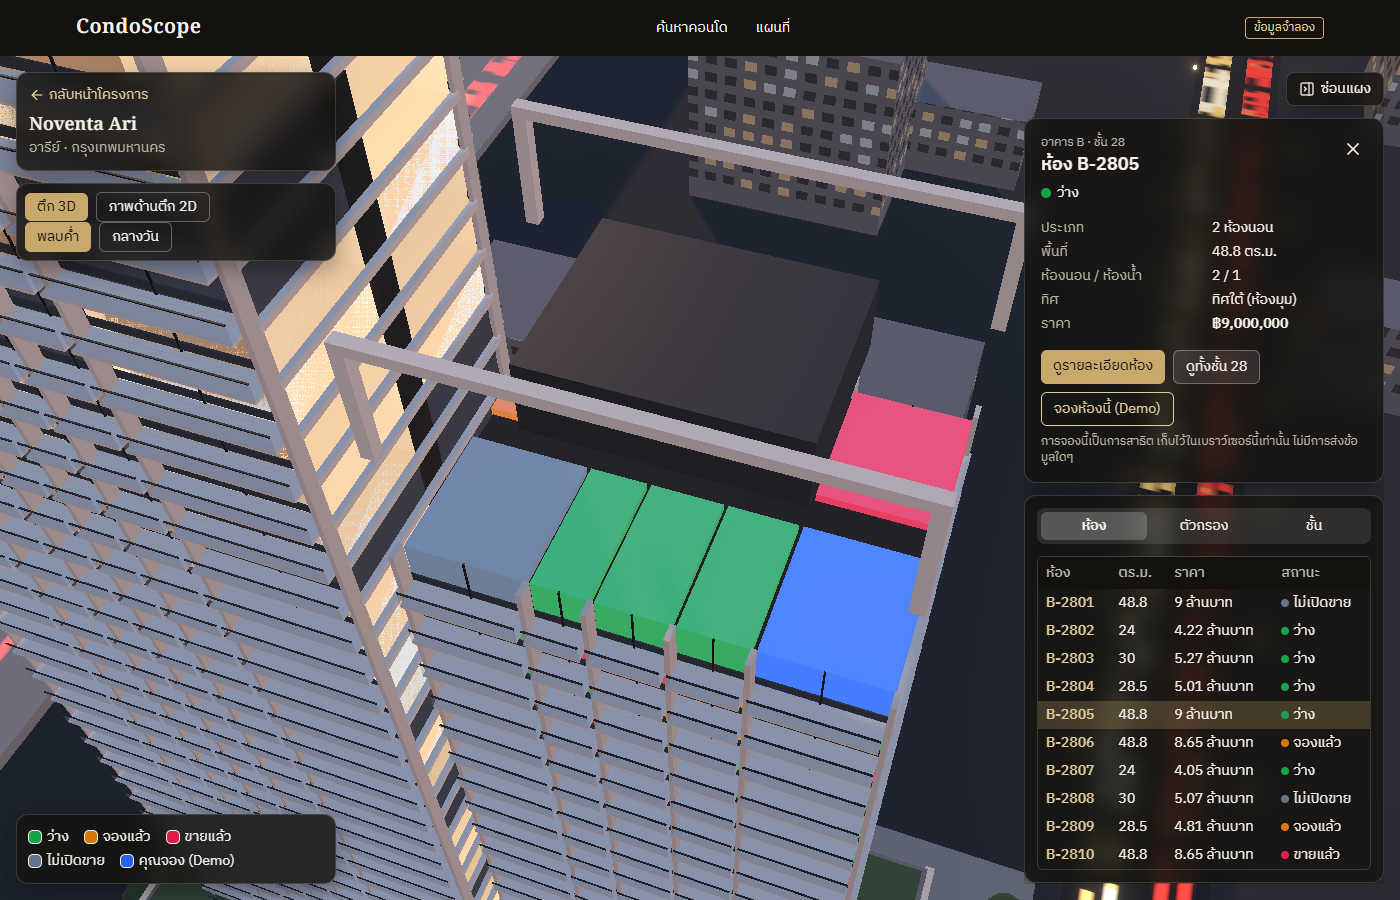 CondoScope
ค้นหาคอนโด
แผนที่
ข้อมูลจำลอง
← กลับหน้าโครงการ
Noventa Ari
อารีย์ · กรุงเทพมหานคร
ตึก 3D
ภาพด้านตึก 2D
พลบค่ำ
กลางวัน
ซ่อนแผง
อาคาร B · ชั้น 28
ห้อง B-2805
ว่าง
ประเภท 2 ห้องนอน
พื้นที่ 48.8 ตร.ม.
ห้องนอน / ห้องน้ำ 2 / 1
ทิศ ทิศใต้ (ห้องมุม)
ราคา ฿9,000,000
ดูรายละเอียดห้อง
ดูทั้งชั้น 28
จองห้องนี้ (Demo)
การจองนี้เป็นการสาธิต เก็บไว้ในเบราว์เซอร์นี้เท่านั้น ไม่มีการส่งข้อ
มูลใดๆ
ห้อง ตัวกรอง ชั้น
ห้อง ตร.ม. ราคา สถานะ
B-2801 48.8 9 ล้านบาท ไม่เปิดขาย
B-2802 24 4.22 ล้านบาท ว่าง
B-2803 30 5.27 ล้านบาท ว่าง
B-2804 28.5 5.01 ล้านบาท ว่าง
B-2805 48.8 9 ล้านบาท ว่าง
B-2806 48.8 8.65 ล้านบาท จองแล้ว
B-2807 24 4.05 ล้านบาท ว่าง
B-2808 30 5.07 ล้านบาท ไม่เปิดขาย
B-2809 28.5 4.81 ล้านบาท จองแล้ว
B-2810 48.8 8.65 ล้านบาท ขายแล้ว
ว่าง จองแล้ว ขายแล้ว
ไม่เปิดขาย คุณจอง (Demo)